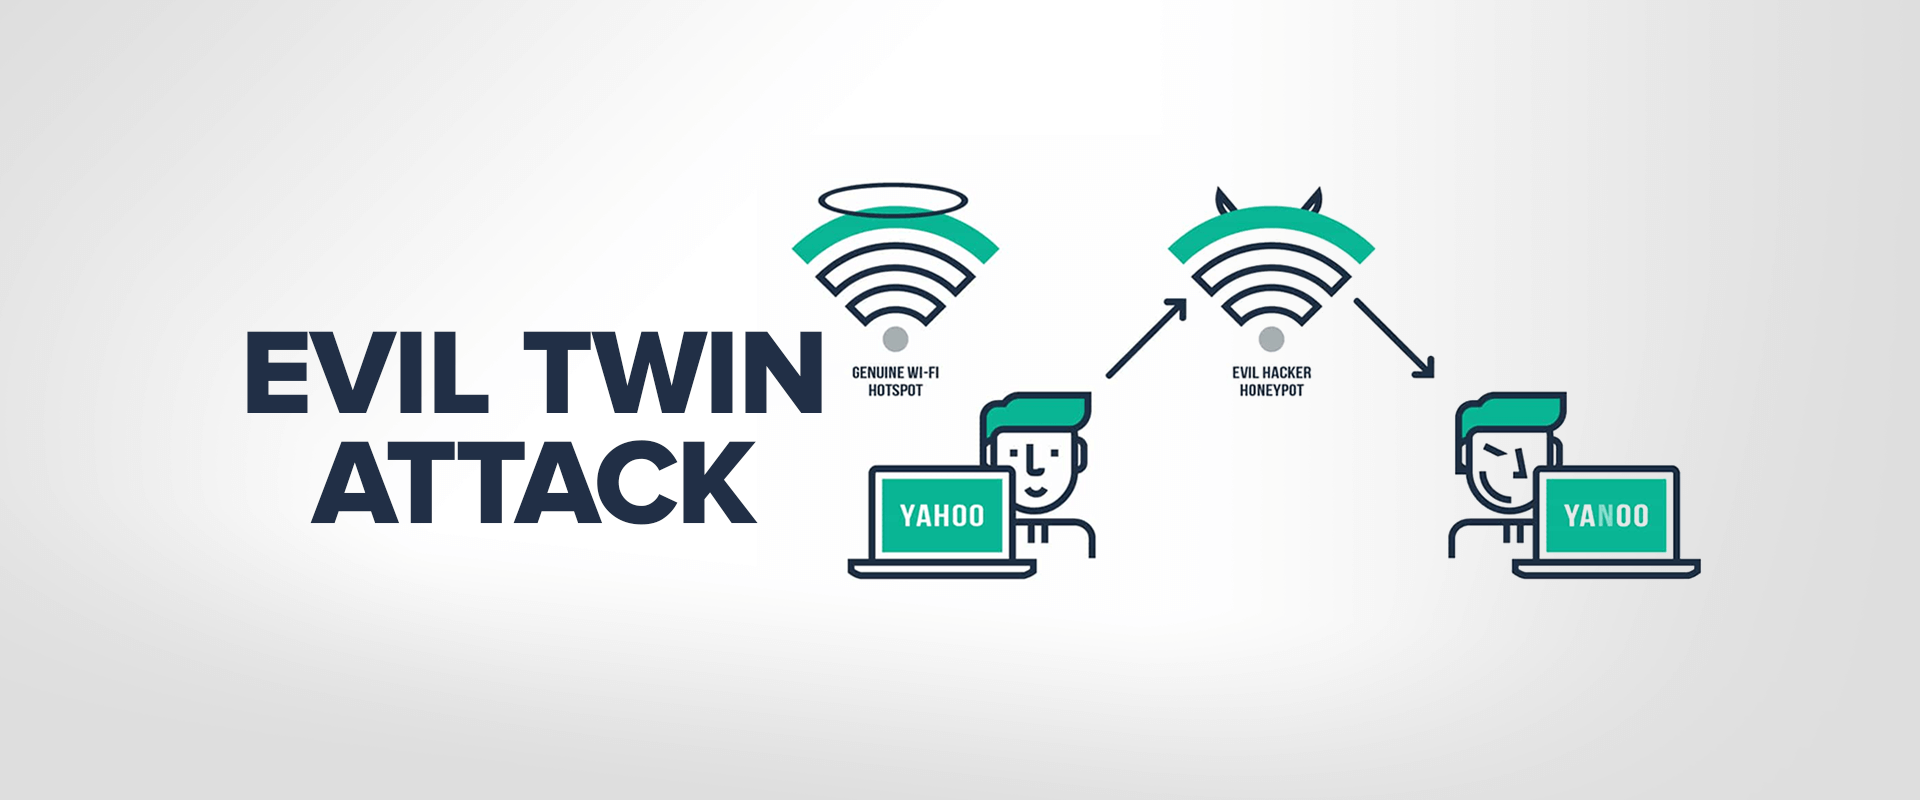 EVIL TWIN
ATTACK
GENUINE WI-FI
HOTSPOT
EVIL HACKER
HONEYPOT
YAHOO
YANOO